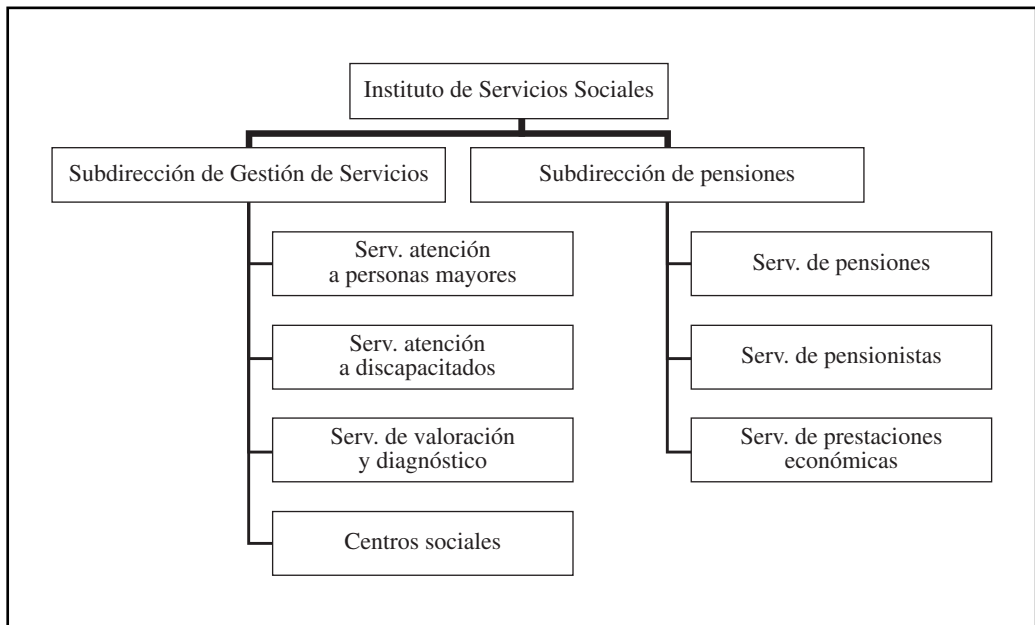 Instituto de Servicios Sociales
Subdirección de Gestión de Servicios
Subdirección de pensiones
Serv. atención
a personas mayores
Serv. atención
a discapacitados
Serv. de valoración
y diagnóstico
Centros sociales
Serv. de pensiones
Serv. de pensionistas
Serv. de prestaciones
económicas